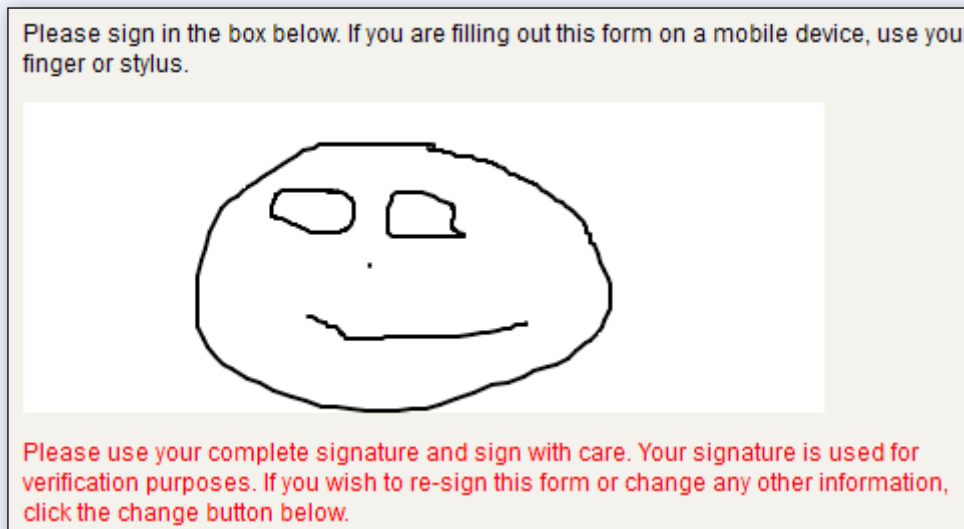 Please sign in the box below. If you are filling out this form on a mobile device, use you
finger or stylus.
Please use your complete signature and sign with care. Your signature is used for
verification purposes. If you wish to re-sign this form or change any other information,
click the change button below.